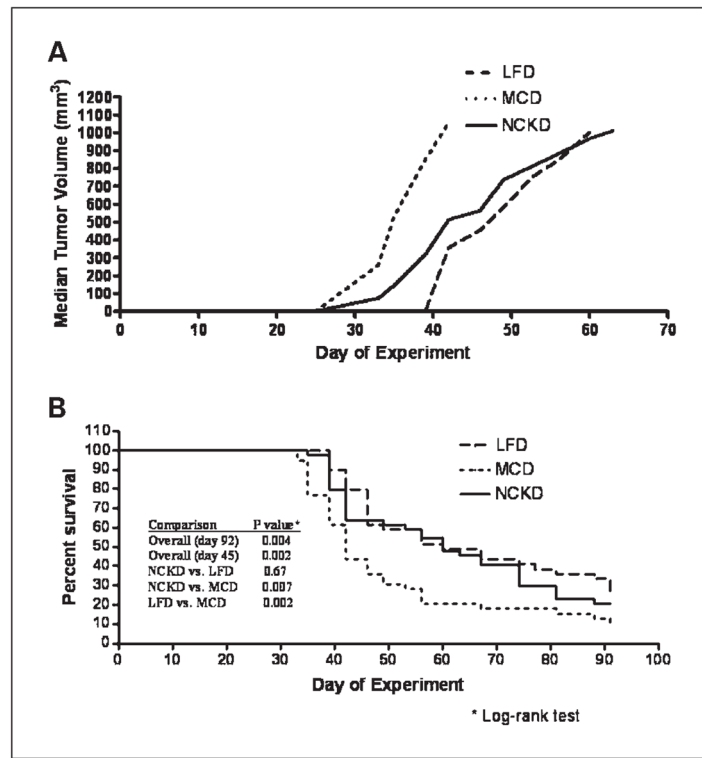 A
LFD
MCD
NCKD
Median Tumor Volume (mm3)
1200
1100
1000
900
800
700
600
500
400
300
200
100
0
0 10 20 30 40 50 60 70
Day of Experiment
B
LFD
MCD
NCKD
Percent survival
110
100
90
80
70
60
50
40
30
20
10
0
Comparison P value*
Overall (day 92) 0.004
Overall (day 45) 0.002
NCKD vs. LFD 0.67
NCKD vs. MCD 0.007
LFD vs. MCD 0.002
0 10 20 30 40 50 60 70 80 90 100
Day of Experiment
* Log-rank test